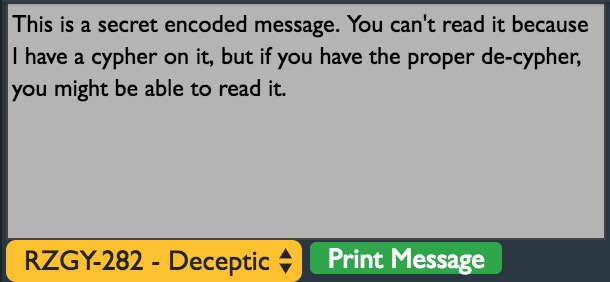 This is a secret encoded message. You can't read it because
I have a cypher on it, but if you have the proper de-cypher,
you might be able to read it.
RZGY-282 - Deceptic
Print Message